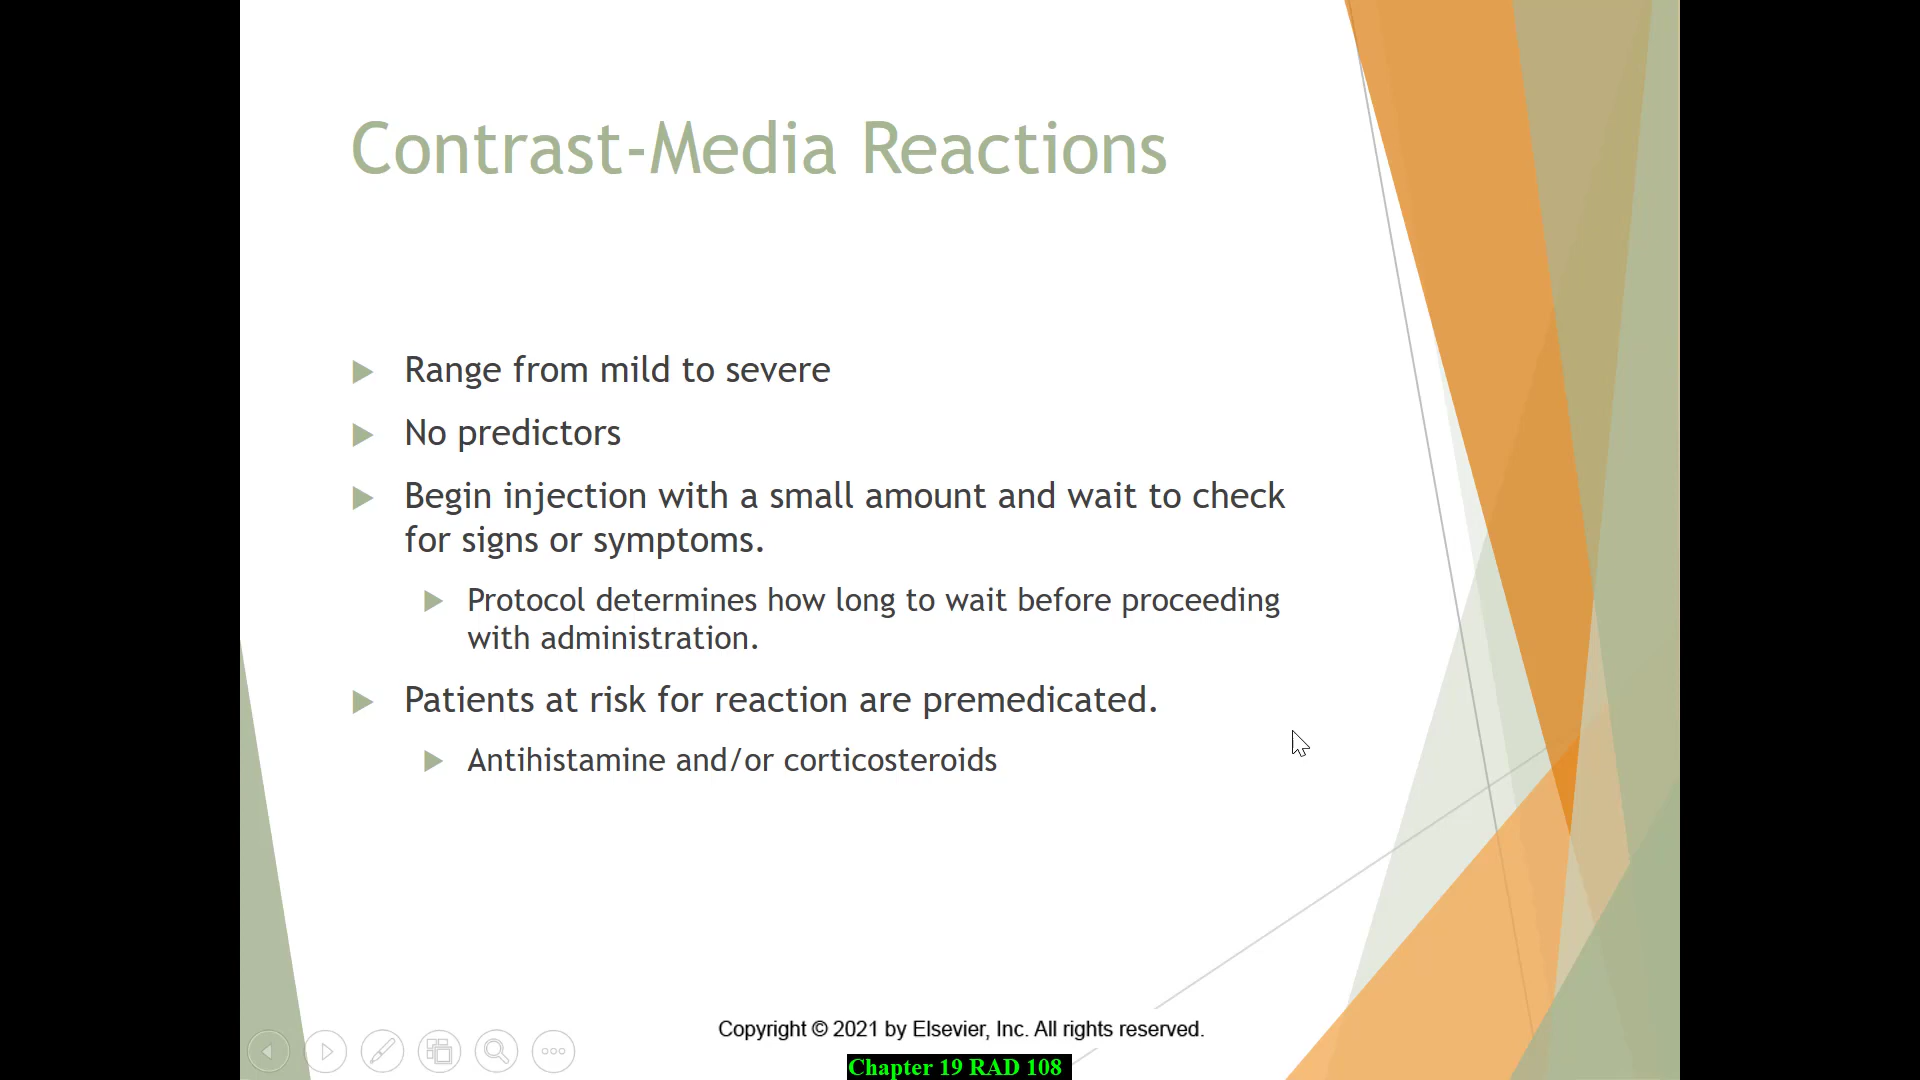 Contrast-Media Reactions
Range from mild to severe
No predictors
Begin injection with a small amount and wait to check
for signs or symptoms.
Protocol determines how long to wait before proceeding
with administration.
Patients at risk for reaction are premedicated.
Antihistamine and/or corticosteroids
Copyright © 2021 by Elsevier, Inc. All rights reserved.
Chapter 19 RAD 108